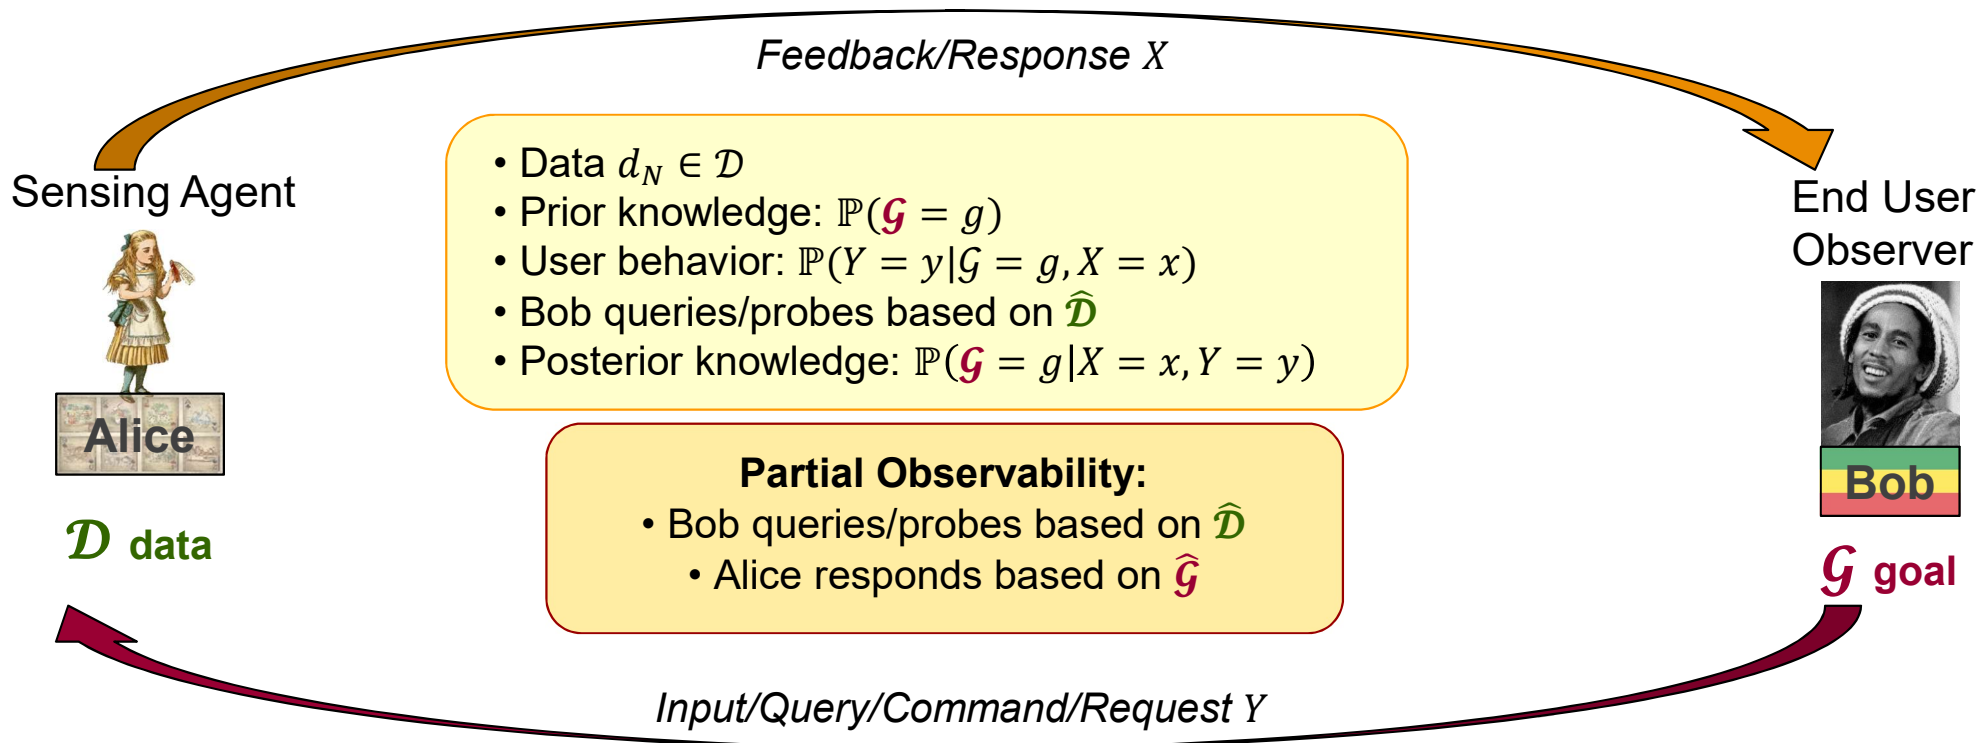 Feedback/Response X
Sensing Agent
• Data d_N ∈ 𝒟
• Prior knowledge: ℙ(𝓖 = g)
• User behavior: ℙ(Y = y|𝒢 = g, X = x)
• Bob queries/probes based on 𝓓̂
• Posterior knowledge: ℙ(𝓖 = g|X = x, Y = y)
End User
Observer
Alice
Bob
Partial Observability:
• Bob queries/probes based on 𝓓̂
• Alice responds based on 𝓖̂
𝓓 data
𝓖 goal
Input/Query/Command/Request Y